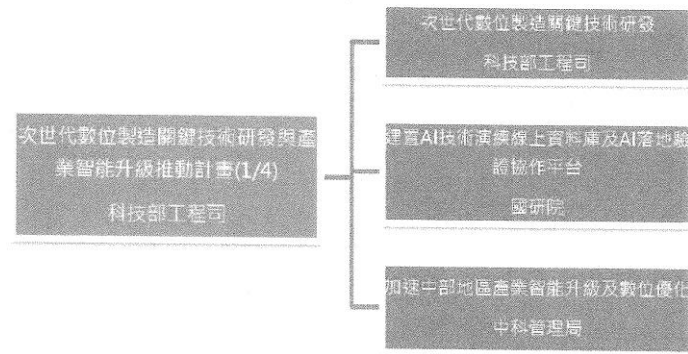 次世代數位製造關鍵技術研發與產
業智能升級推動計畫(1/4)
科技部工程司
次世代數位製造關鍵技術研發
科技部工程司
建置AI技術演練線上資料庫及AI落地驗
證協作平台
國研院
加速中部地區產業智能升級及數位優化
中科管理局